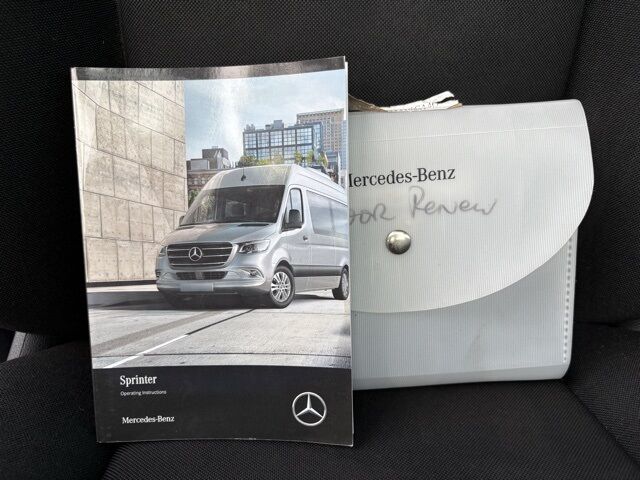 Sprinter
Operating Instructions
Mercedes-Benz
Mercedes-Benz
Renew